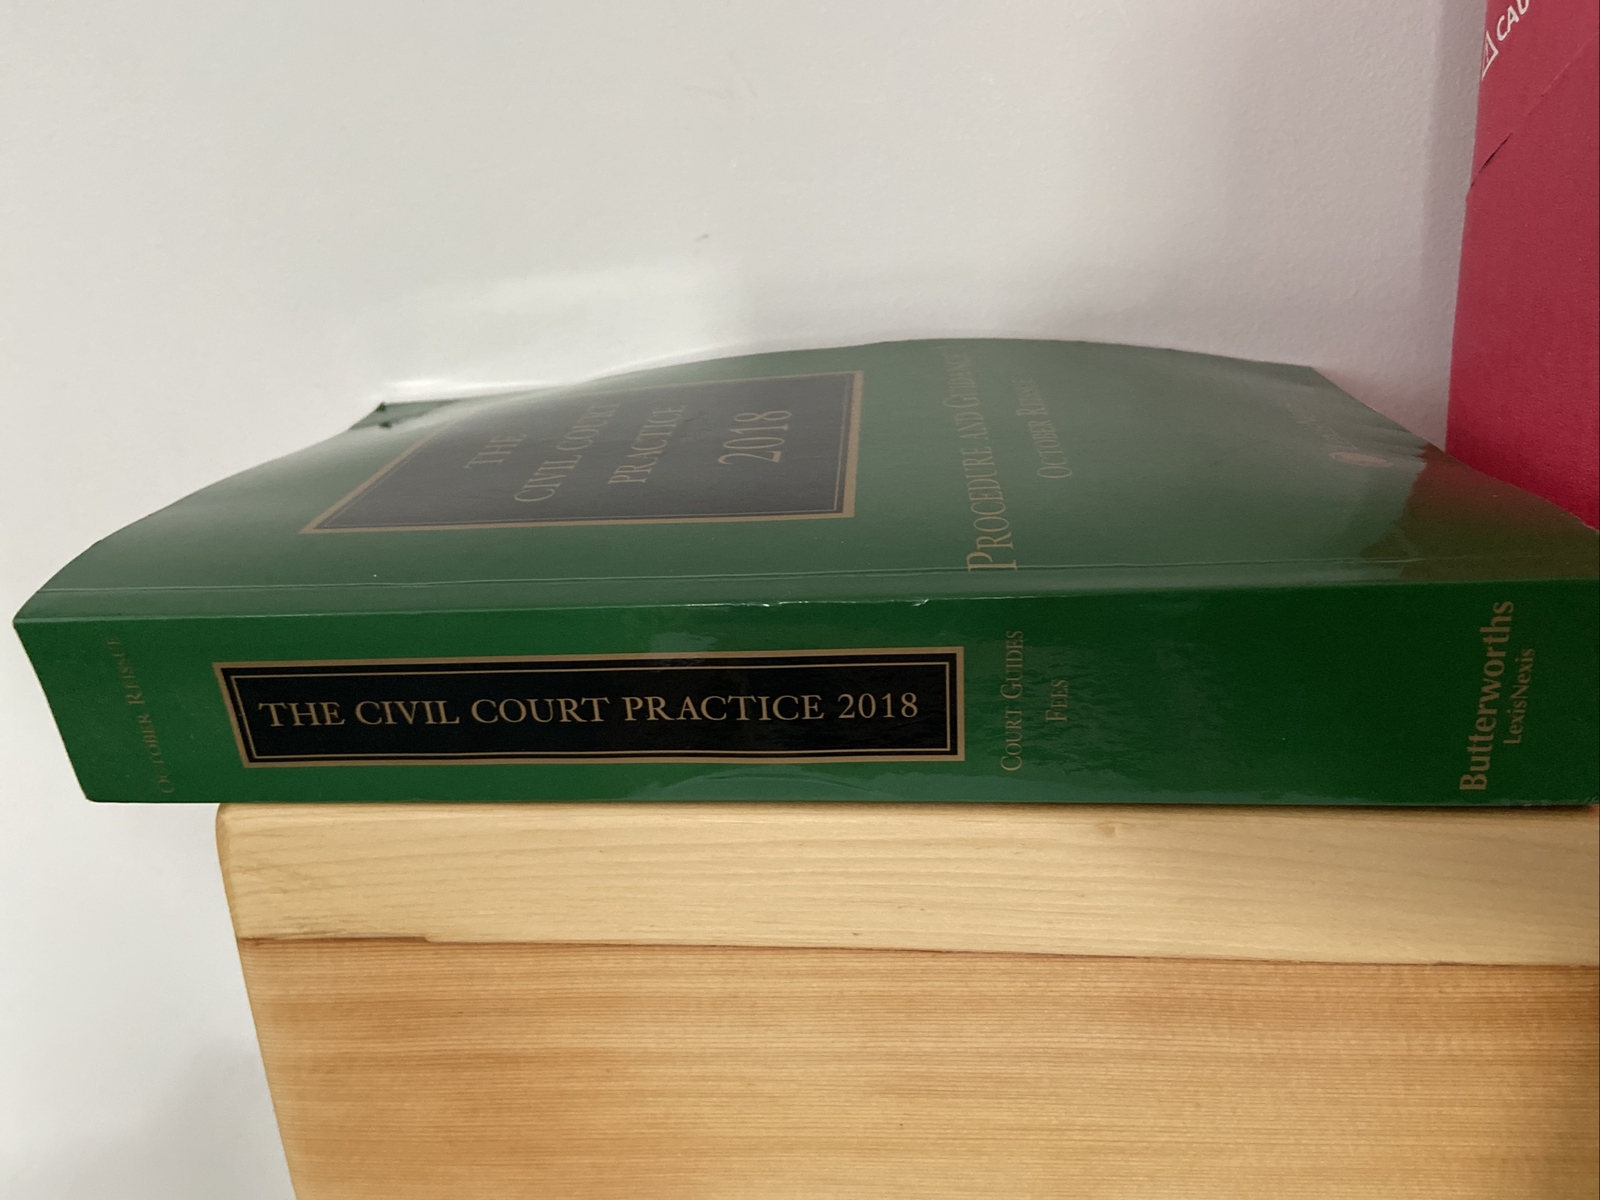 THE
CIVIL COURT
PRACTICE
2018
PROCEDURE AND GUIDANCE
OCTOBER REISSUE
OCTOBER REISSUE
THE CIVIL COURT PRACTICE 2018
COURT GUIDES
FEES
Butterworths
LexisNexis